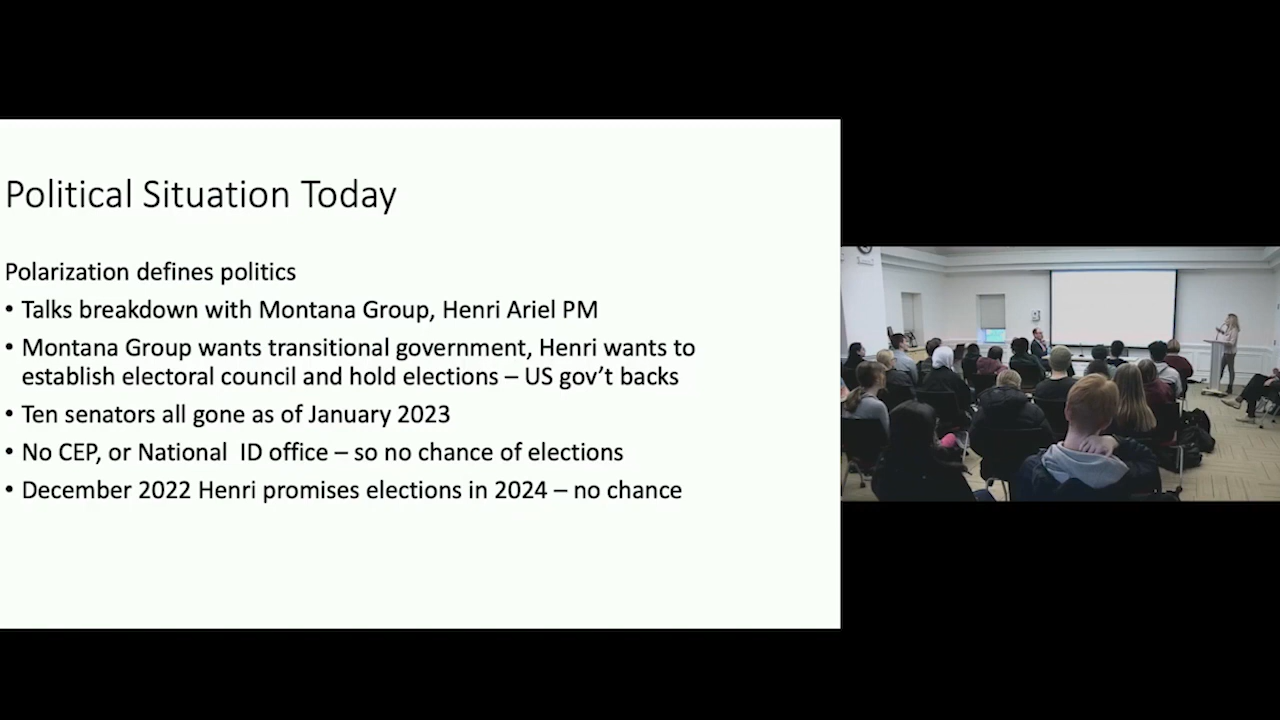 Political Situation Today
Polarization defines politics
• Talks breakdown with Montana Group, Henri Ariel PM
• Montana Group wants transitional government, Henri wants to
establish electoral council and hold elections – US gov’t backs
• Ten senators all gone as of January 2023
• No CEP, or National  ID office – so no chance of elections
• December 2022 Henri promises elections in 2024 – no chance